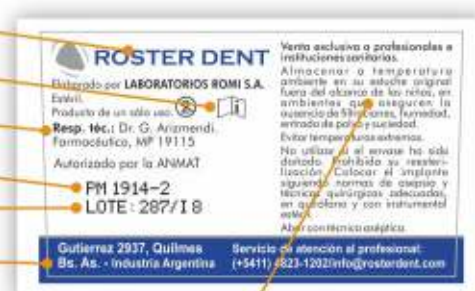 ROSTER DENT
Elaborado por LABORATORIOS ROMI S.A.
Estéril.
Producto de un sólo uso.
Resp. téc.: Dr. G. Arizmendi.
Farmacéutico, MP 19115
Autorizado por la ANMAT
PM 1914-2
LOTE: 287/I8
Venta exclusiva a profesionales e
instituciones sanitarias.
Almacenar a temperatura
ambiente en su estuche original
fuera del alcance de los niños, en
ambientes que aseguren la
ausencia de filtraciones, humedad,
entrada de polvo y suciedad.
Evitar temperaturas extremas.
No utilizar si el envase ha sido
dañado. Prohibida su reesteri-
lización. Colocar el implante
siguiendo normas de asepsia y
técnicas quirúrgicas adecuadas,
en quirófano y con instrumental
estéril.
Abrir con técnica aséptica.
Gutierrez 2937, Quilmes
Bs. As. - Industria Argentina
Servicio de atención al profesional:
(+5411) 4823-1202/info@rosterdent.com